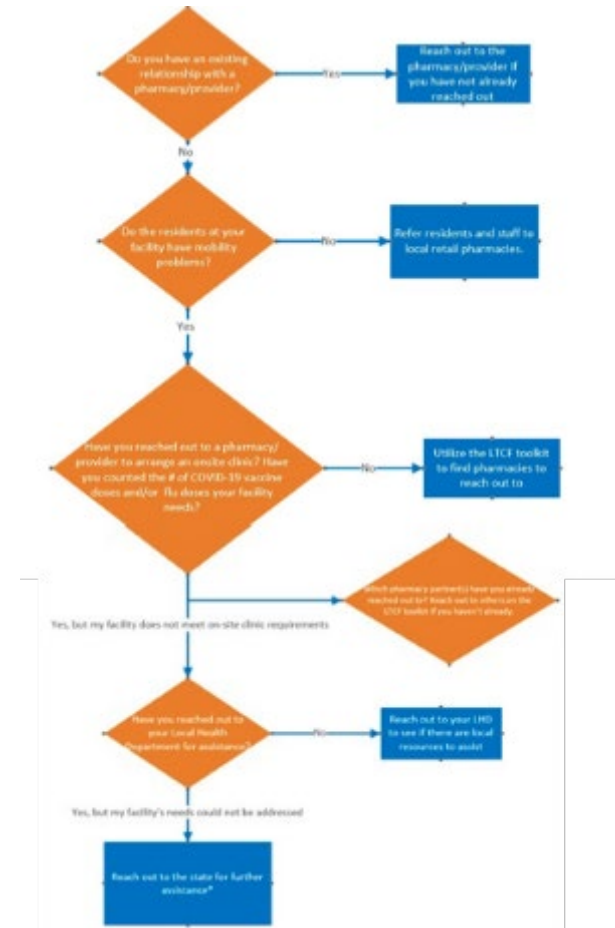 Do you have an existing
relationship with a
pharmacy/provider?
Yes
Reach out to the
pharmacy/provider if
you have not already
reached out
No
Do the residents at your
facility have mobility
problems?
No
Refer residents and staff to
local retail pharmacies.
Yes
Have you reached out to a pharmacy/
provider to arrange an onsite clinic? Have
you counted the # of COVID-19 vaccine
doses and/or flu doses your facility
needs?
No
Utilize the LTCF toolkit
to find pharmacies to
reach out to
Which pharmacy partner(s) have you already
reached out to? Reach out to others on the
LTCF toolkit if you haven't already.
Yes, but my facility does not meet on-site clinic requirements
Have you reached out to
your Local Health
Department for assistance?
No
Reach out to your LHD
to see if there are local
resources to assist
Yes, but my facility's needs could not be addressed
Reach out to the state for further
assistance*